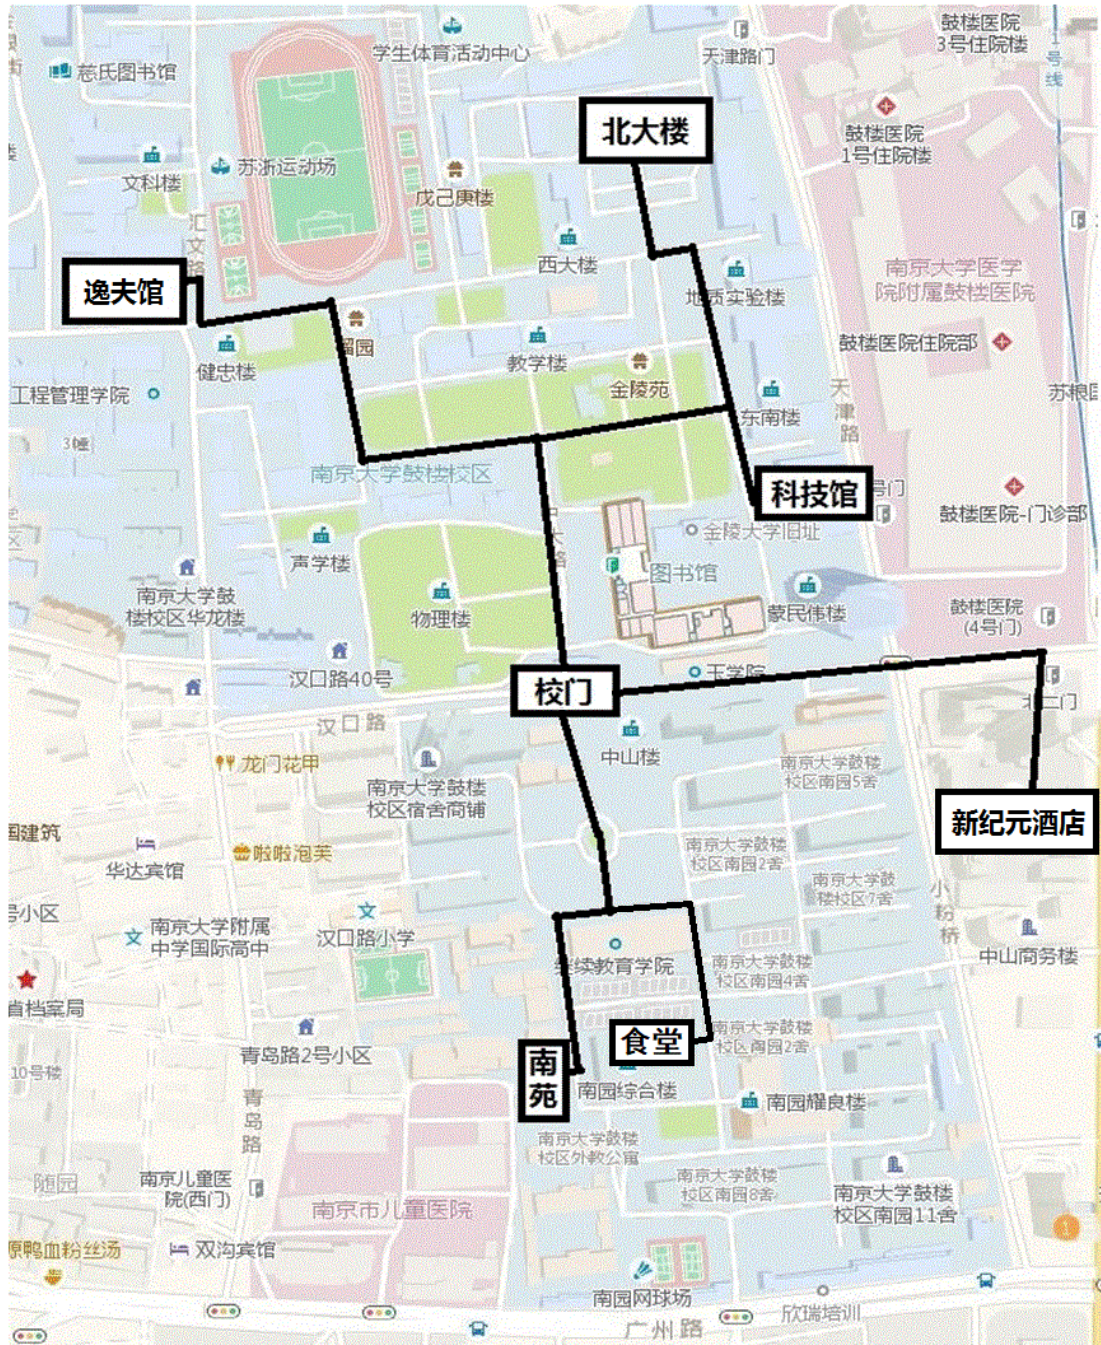 学生体育活动中心
天津路门
鼓楼医院
3号住院楼
1
号
线
慈氏图书馆
北大楼
鼓楼医院
1号住院楼
文科楼
苏浙运动场
戊己庚楼
汇
文
路
西大楼
南京大学医学
院附属鼓楼医院
逸夫馆
地质实验楼
留园
健忠楼
教学楼
鼓楼医院住院部
金陵苑
工程管理学院
天
津
路
东南楼
3幢
南京大学鼓楼校区
科技馆
号门
鼓楼医院-门诊部
金陵大学旧址
声学楼
图书馆
南京大学鼓
楼校区华龙楼
物理楼
蒙民伟楼
鼓楼医院
(4号门)
汉口路40号
校门
北二门
汉口路
中山楼
龙门花甲
南京大学鼓楼
校区宿舍商铺
南京大学鼓楼
校区南园5舍
国建筑
新纪元酒店
华达宾馆
啦啦泡芙
南京大学鼓楼
校区南园2舍
南京大学鼓
楼校区7舍
号小区
小
粉
桥
南京大学附属
中学国际高中
汉口路小学
中山商务楼
继续教育学院
南京大学鼓楼
校区南园4舍
省档案局
青岛路2号小区
食堂
南京大学鼓楼
南
苑
10号楼
南园综合楼
南园耀良楼
青
岛
路
南京大学鼓楼
校区外教公寓
随园
南京儿童医
院(西门)
南京市儿童医院
南京大学鼓楼
校区南园8舍
南京大学鼓楼
校区南园11舍
1
原鸭血粉丝汤
双沟宾馆
南园网球场
欣瑞培训
广州路